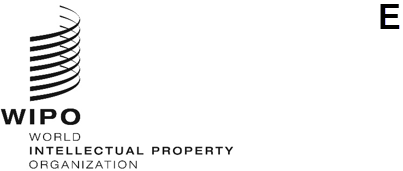 E
WIPO
WORLD
INTELLECTUAL PROPERTY
ORGANIZATION